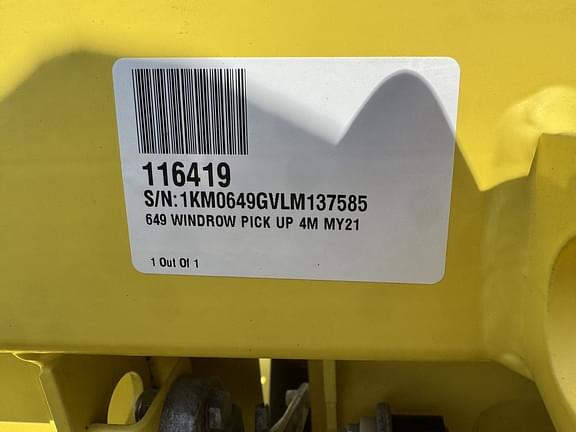 116419
S/N:1KM0649GVLM137585
649 WINDROW PICK UP 4M MY21
1 Out Of 1